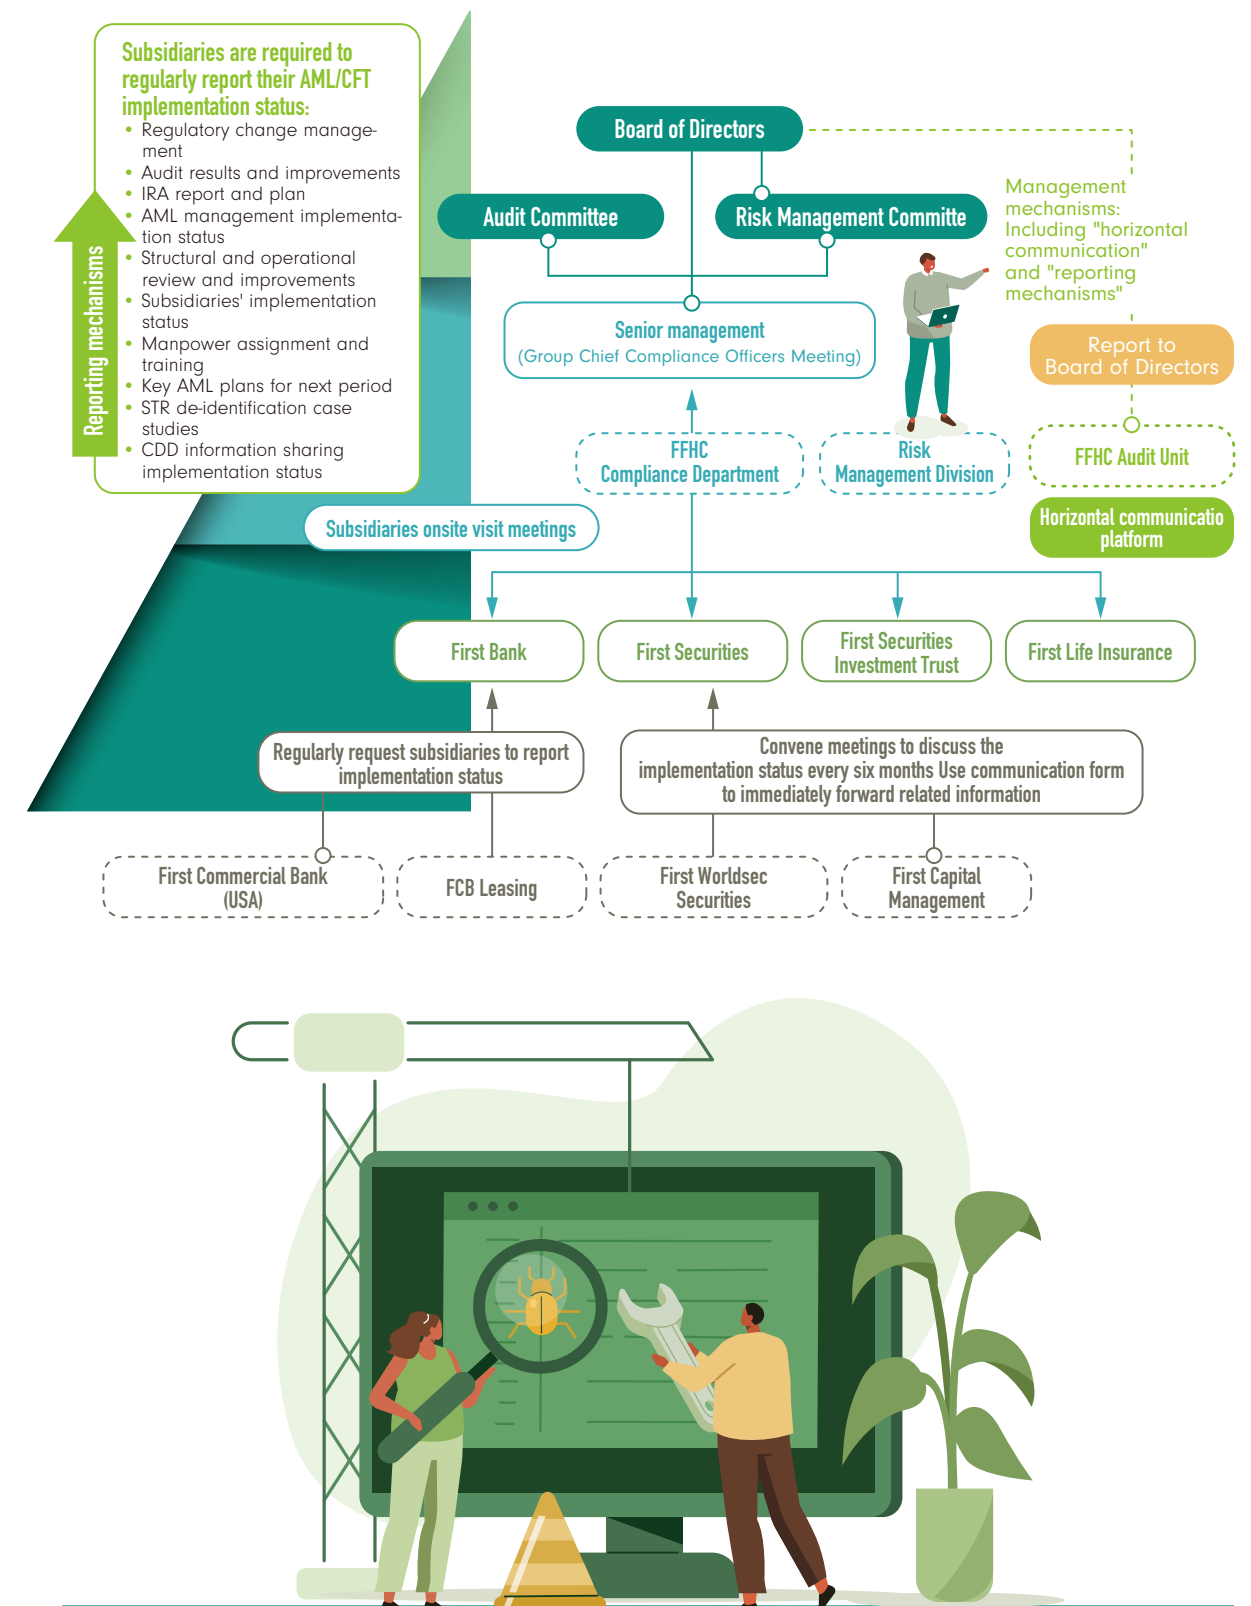 Subsidiaries are required to
regularly report their AML/CFT
implementation status:
• Regulatory change manage-
ment
• Audit results and improvements
• IRA report and plan
• AML management implementa-
tion status
• Structural and operational
review and improvements
• Subsidiaries' implementation
status
• Manpower assignment and
training
• Key AML plans for next period
• STR de-identification case
studies
• CDD information sharing
implementation status
Reporting mechanisms
Board of Directors
Audit Committee
Risk Management Committe
Management
mechanisms:
Including "horizontal
communication"
and "reporting
mechanisms"
Senior management
(Group Chief Compliance Officers Meeting)
Report to
Board of Directors
FFHC
Compliance Department
Risk
Management Division
FFHC Audit Unit
Horizontal communicatio
platform
Subsidiaries onsite visit meetings
First Bank
First Securities
First Securities
Investment Trust
First Life Insurance
Regularly request subsidiaries to report
implementation status
Convene meetings to discuss the
implementation status every six months Use communication form
to immediately forward related information
First Commercial Bank
(USA)
FCB Leasing
First Worldsec
Securities
First Capital
Management